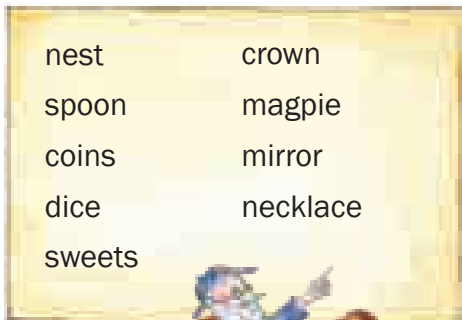 nest
spoon
coins
dice
sweets
crown
magpie
mirror
necklace